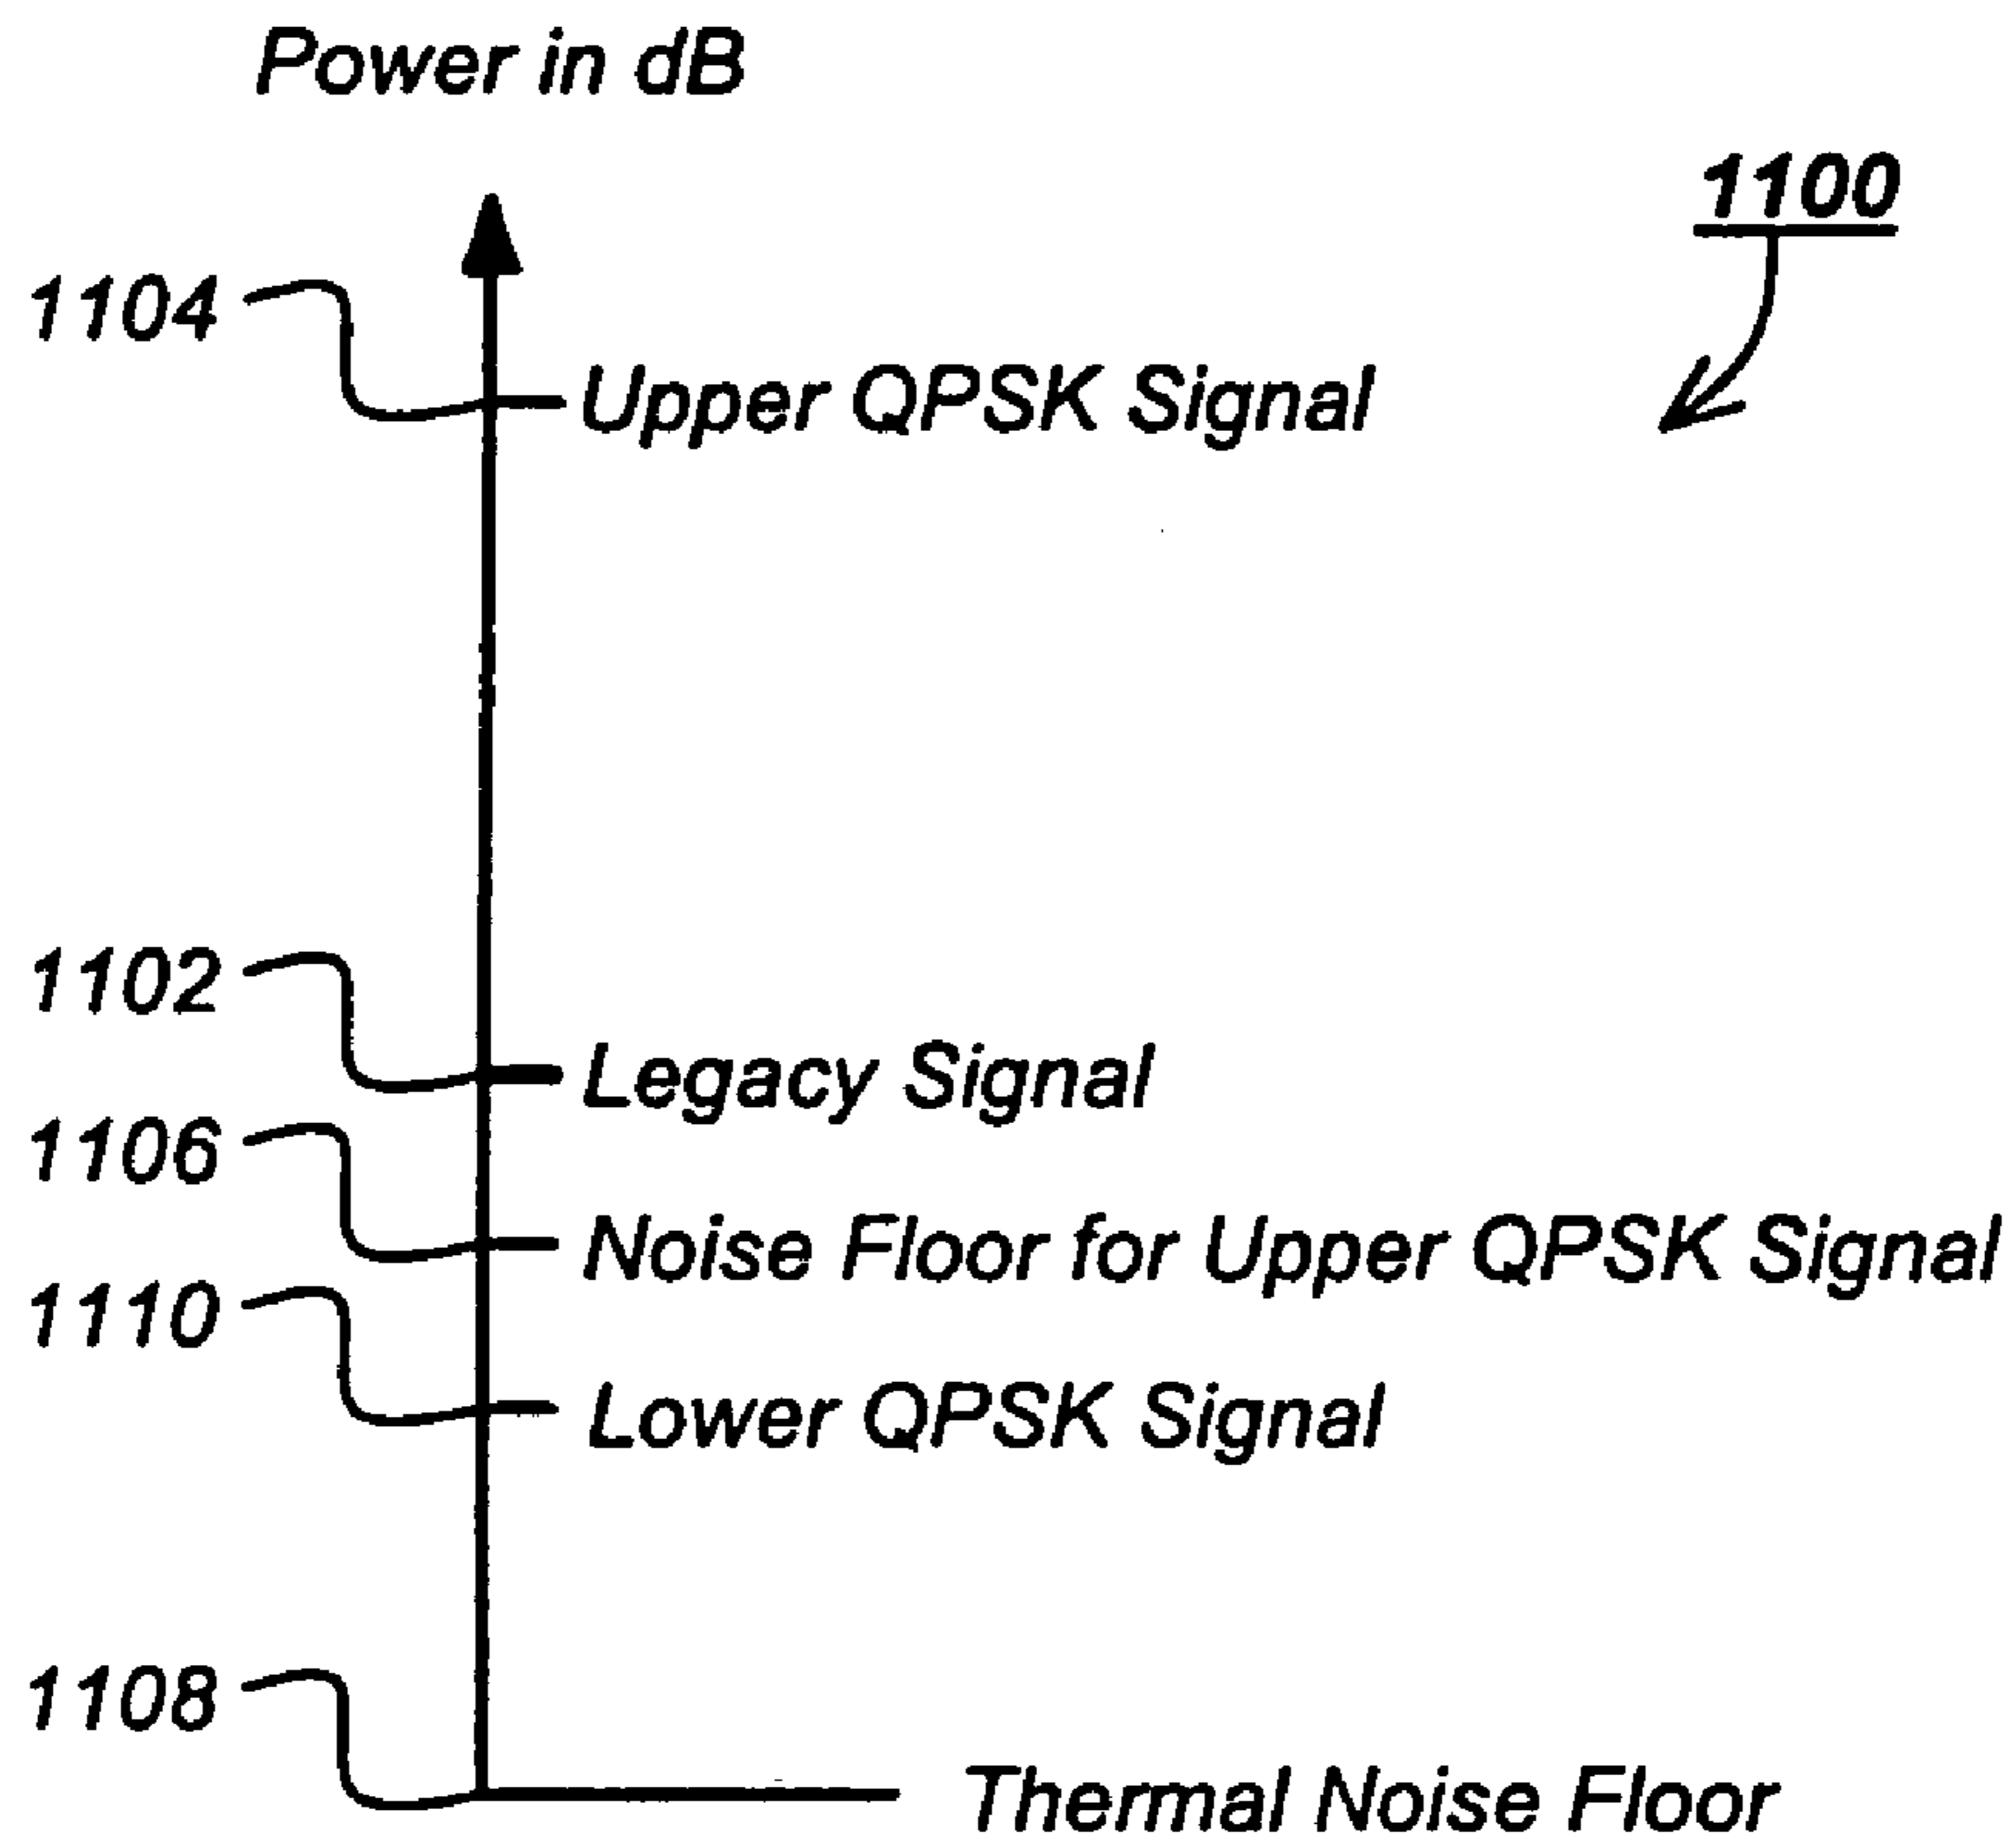 Power in dB
1100
1104
Upper QPSK Signal
1102
Legacy Signal
1106
Noise Floor for Upper QPSK Signal
1110
Lower QPSK Signal
1108
Thermal Noise Floor